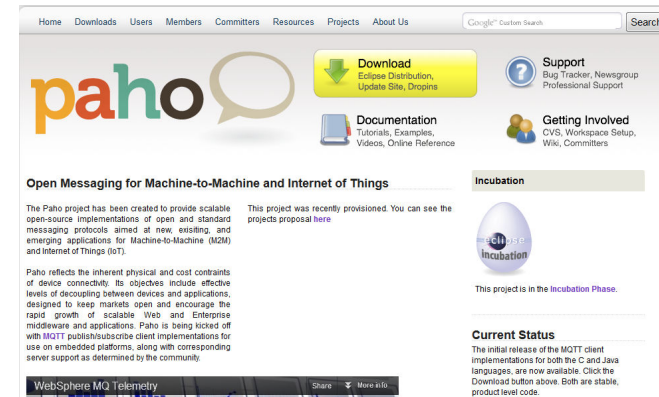 Home Downloads Users Members Committers Resources Projects About Us
Google™ Custom Search
Search
paho
Download
Eclipse Distribution,
Update Site, Dropins
Support
Bug Tracker, Newsgroup
Professional Support
Documentation
Tutorials, Examples,
Videos, Online Reference
Getting Involved
CVS, Workspace Setup,
Wiki, Committers
Open Messaging for Machine-to-Machine and Internet of Things
The Paho project has been created to provide scalable
open-source implementations of open and standard
messaging protocols aimed at new, exisiting, and
emerging applications for Machine-to-Machine (M2M)
and Internet of Things (IoT).
Paho reflects the inherent physical and cost contraints
of device connectivity. Its objectves include effective
levels of decoupling between devices and applications,
designed to keep markets open and encourage the
rapid growth of scalable Web and Enterprise
middleware and applications. Paho is being kicked off
with MQTT publish/subscribe client implementations for
use on embedded platforms, along with corresponding
server support as determined by the community.
This project was recently provisioned. You can see the
projects proposal here
WebSphere MQ Telemetry
Share More info
Incubation
eclipse
incubation
This project is in the Incubation Phase.
Current Status
The initial release of the MQTT client
implementations for both the C and Java
languages, are now available. Click the
Download button above. Both are stable,
product level code.